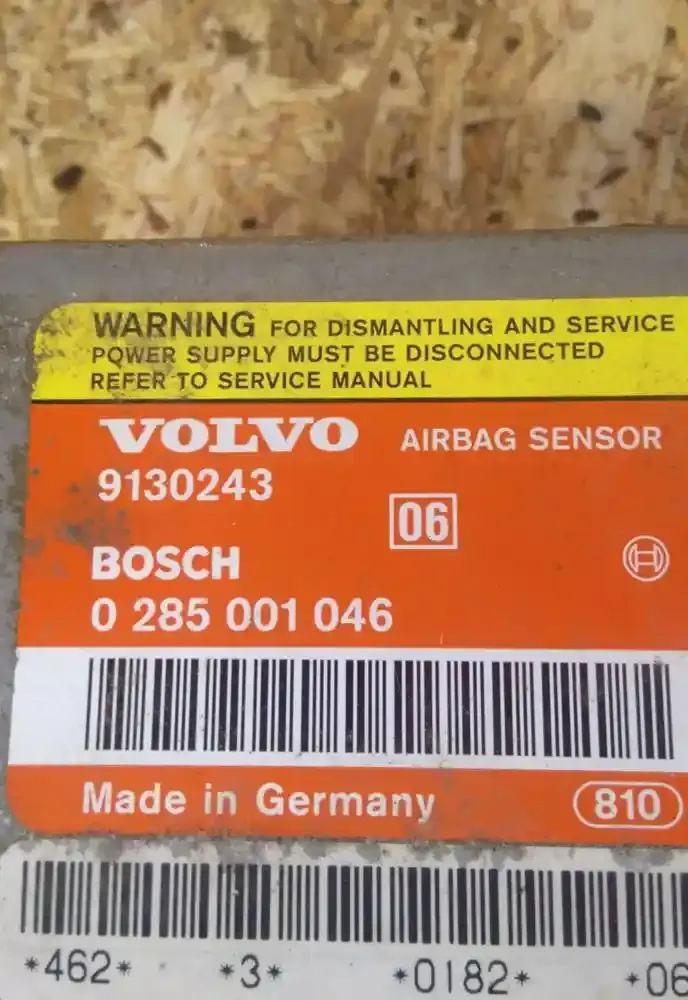 WARNING FOR DISMANTLING AND SERVICE
POWER SUPPLY MUST BE DISCONNECTED
REFER TO SERVICE MANUAL
VOLVO AIRBAG SENSOR
9130243
06
BOSCH
0 285 001 046
Made in Germany 810
*462* *3* *0182* *06